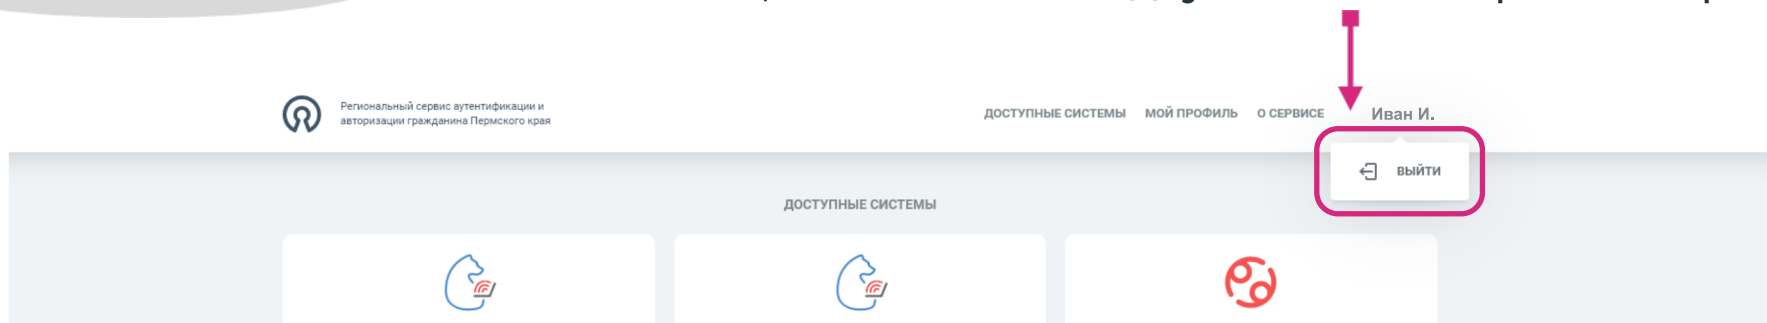 Региональный сервис аутентификации и
авторизации гражданина Пермского края
ДОСТУПНЫЕ СИСТЕМЫ МОЙ ПРОФИЛЬ О СЕРВИСЕ Иван И.
ВЫЙТИ
ДОСТУПНЫЕ СИСТЕМЫ